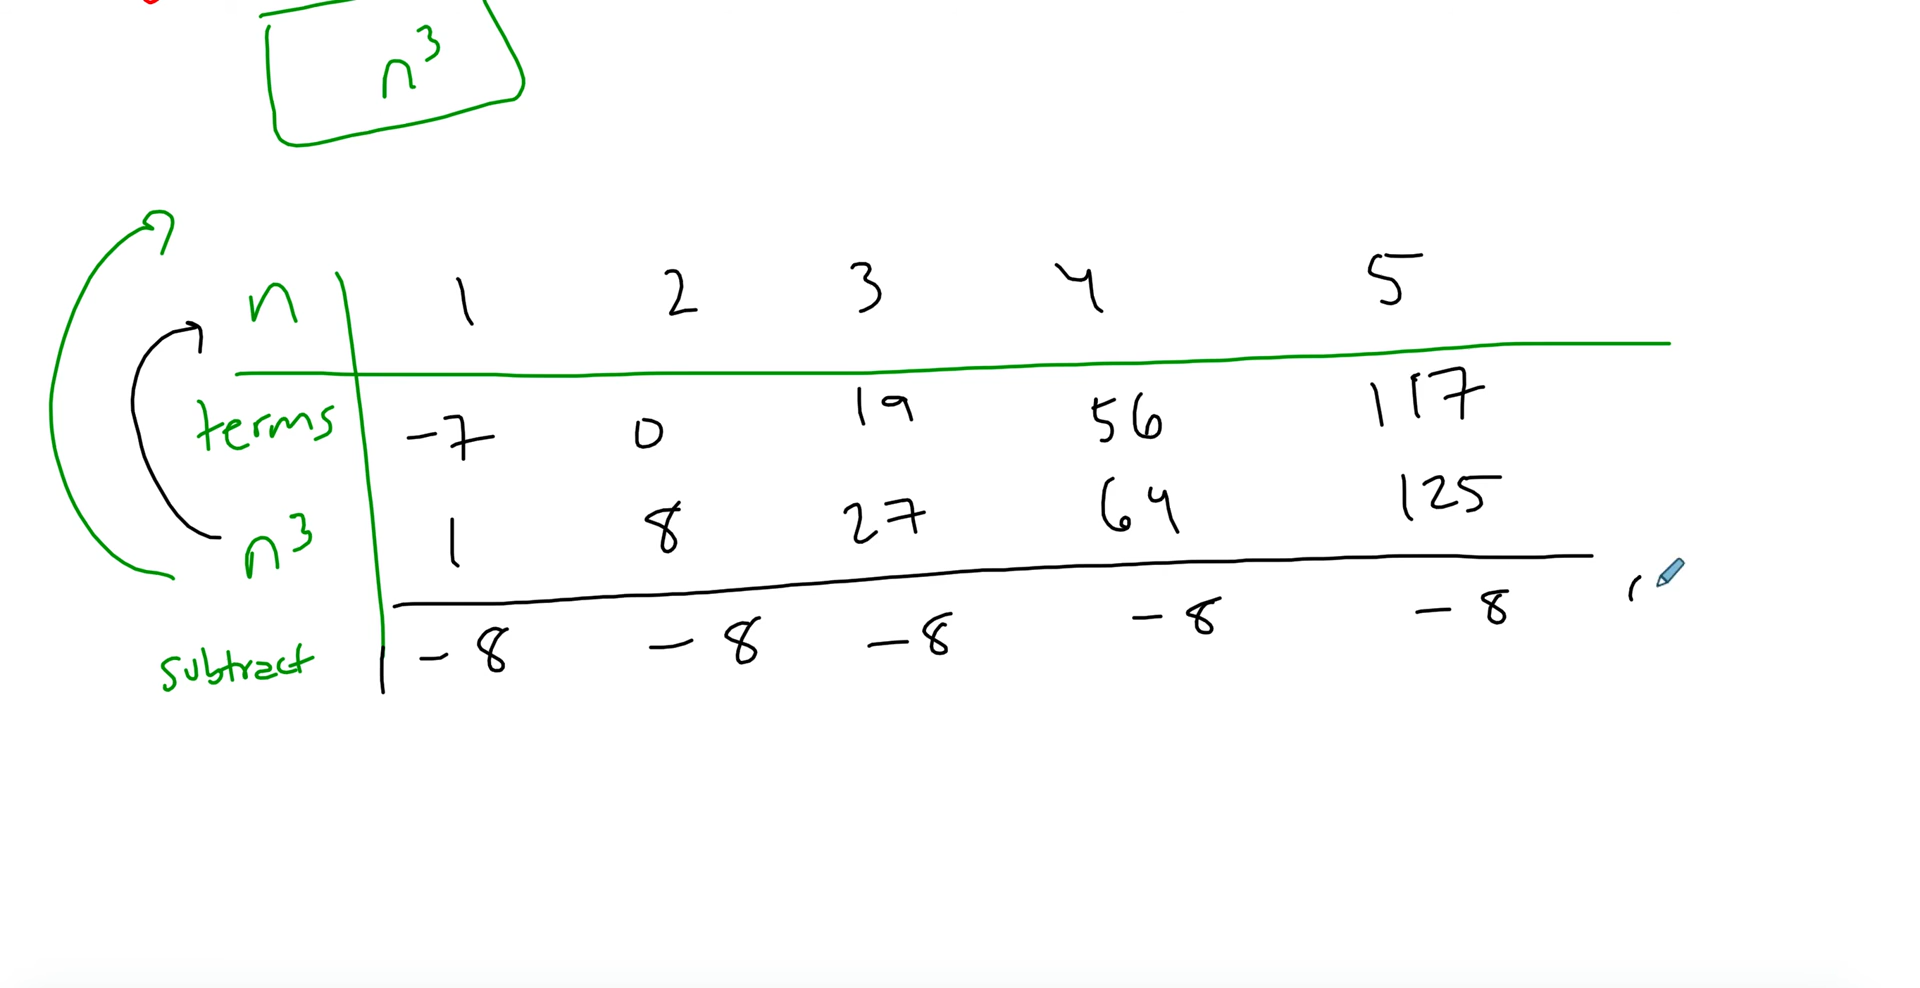 n³
n 1 2 3 4 5
terms -7 0 19 56 117
n³ 1 8 27 64 125
subtract -8 -8 -8 -8 -8